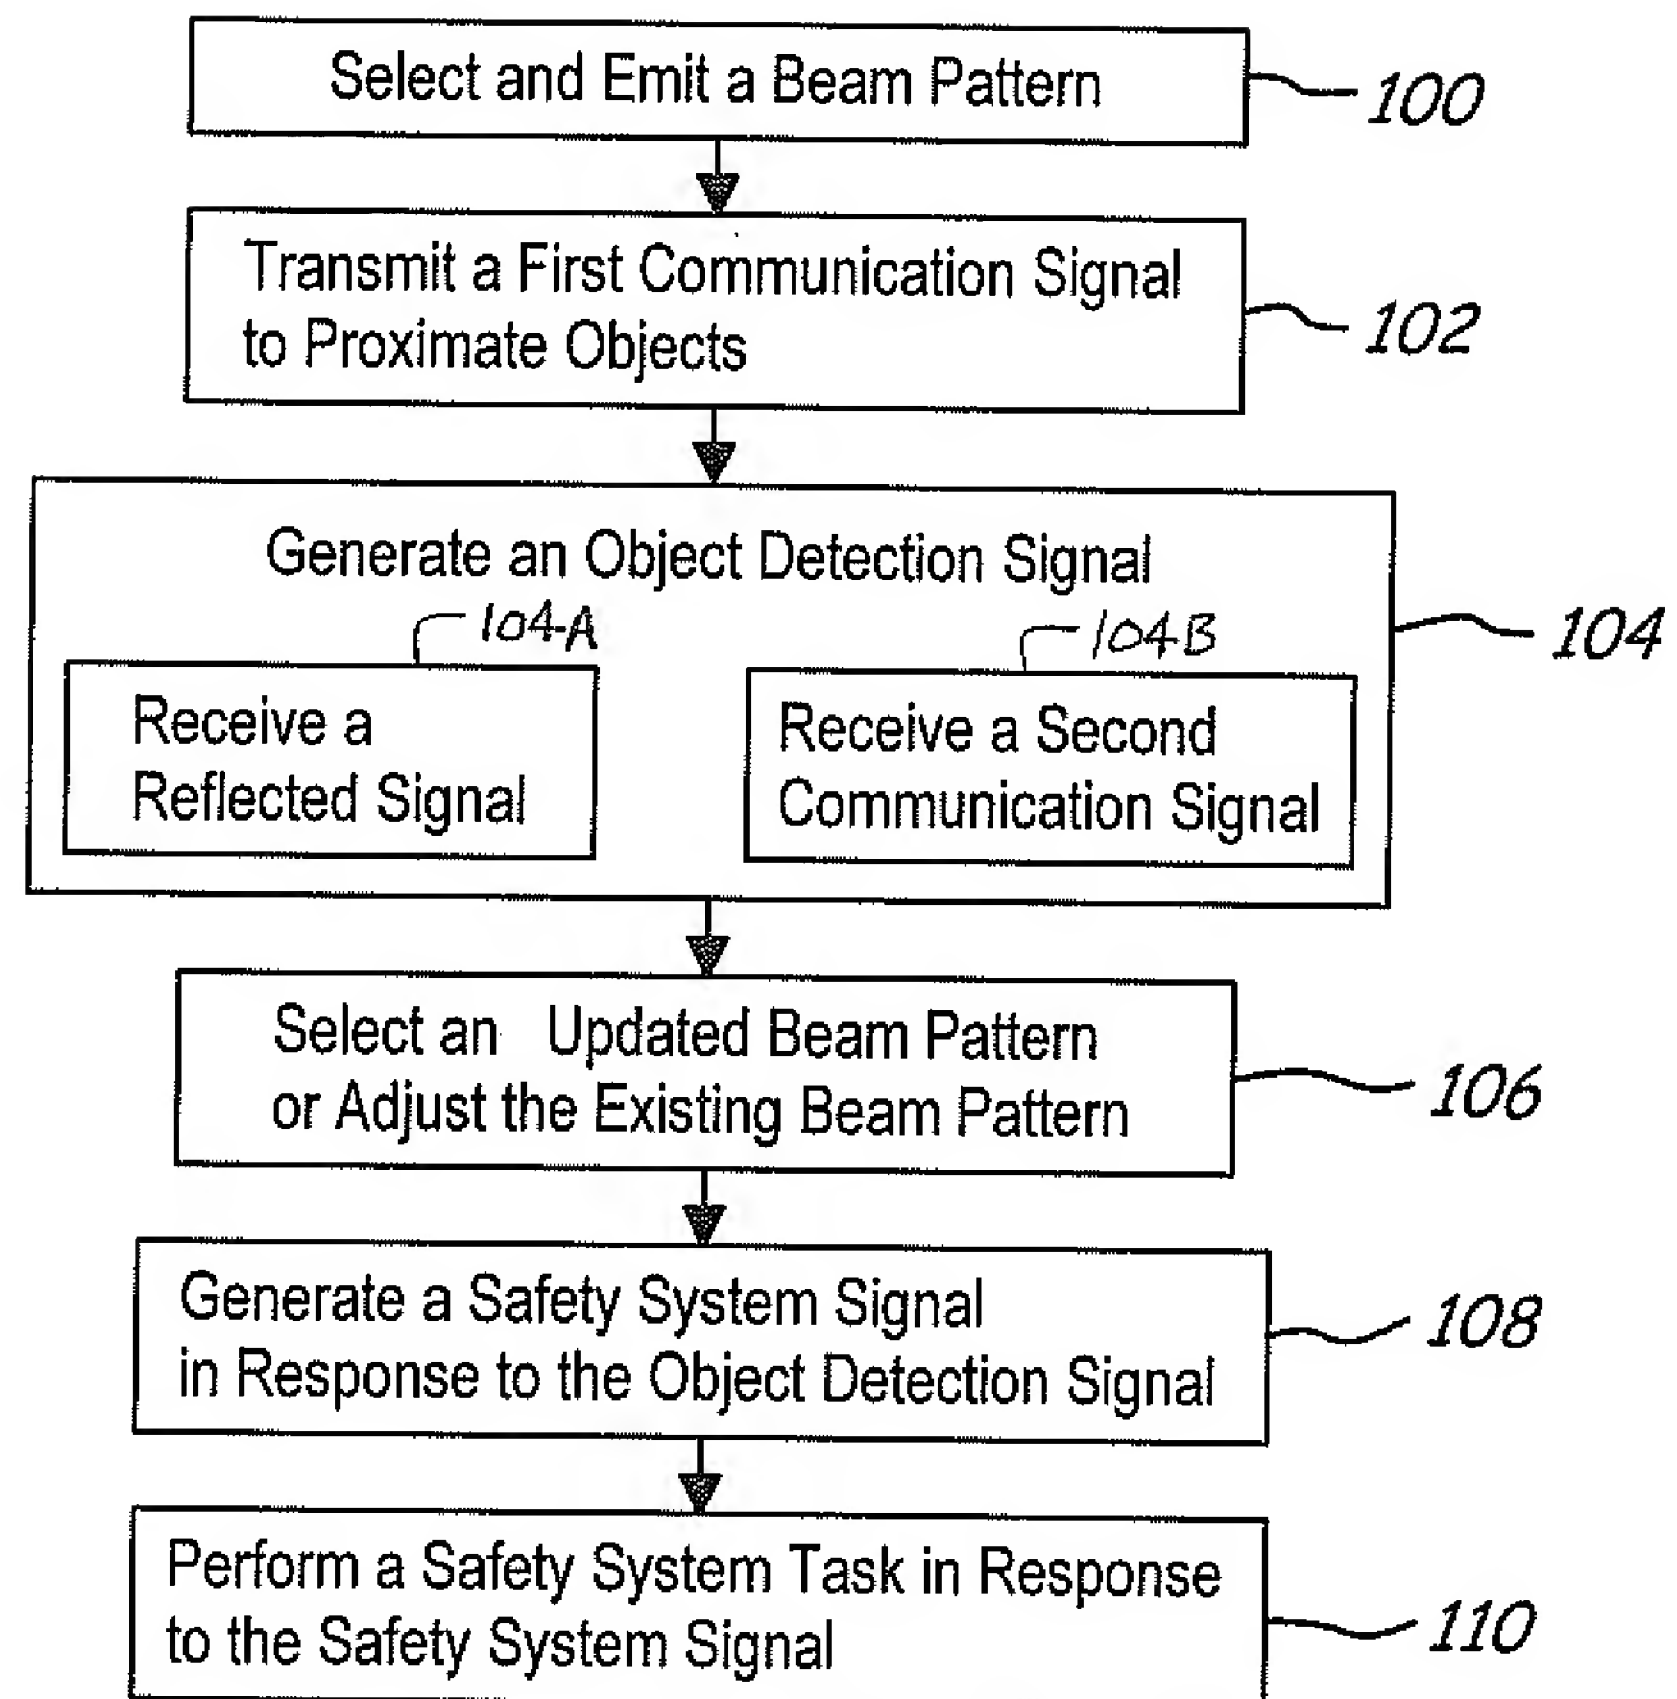 Select and Emit a Beam Pattern
100
Transmit a First Communication Signal
to Proximate Objects
102
Generate an Object Detection Signal
104
104-A
Receive a
Reflected Signal
104B
Receive a Second
Communication Signal
Select an Updated Beam Pattern
or Adjust the Existing Beam Pattern
106
Generate a Safety System Signal
in Response to the Object Detection Signal
108
Perform a Safety System Task in Response
to the Safety System Signal
110